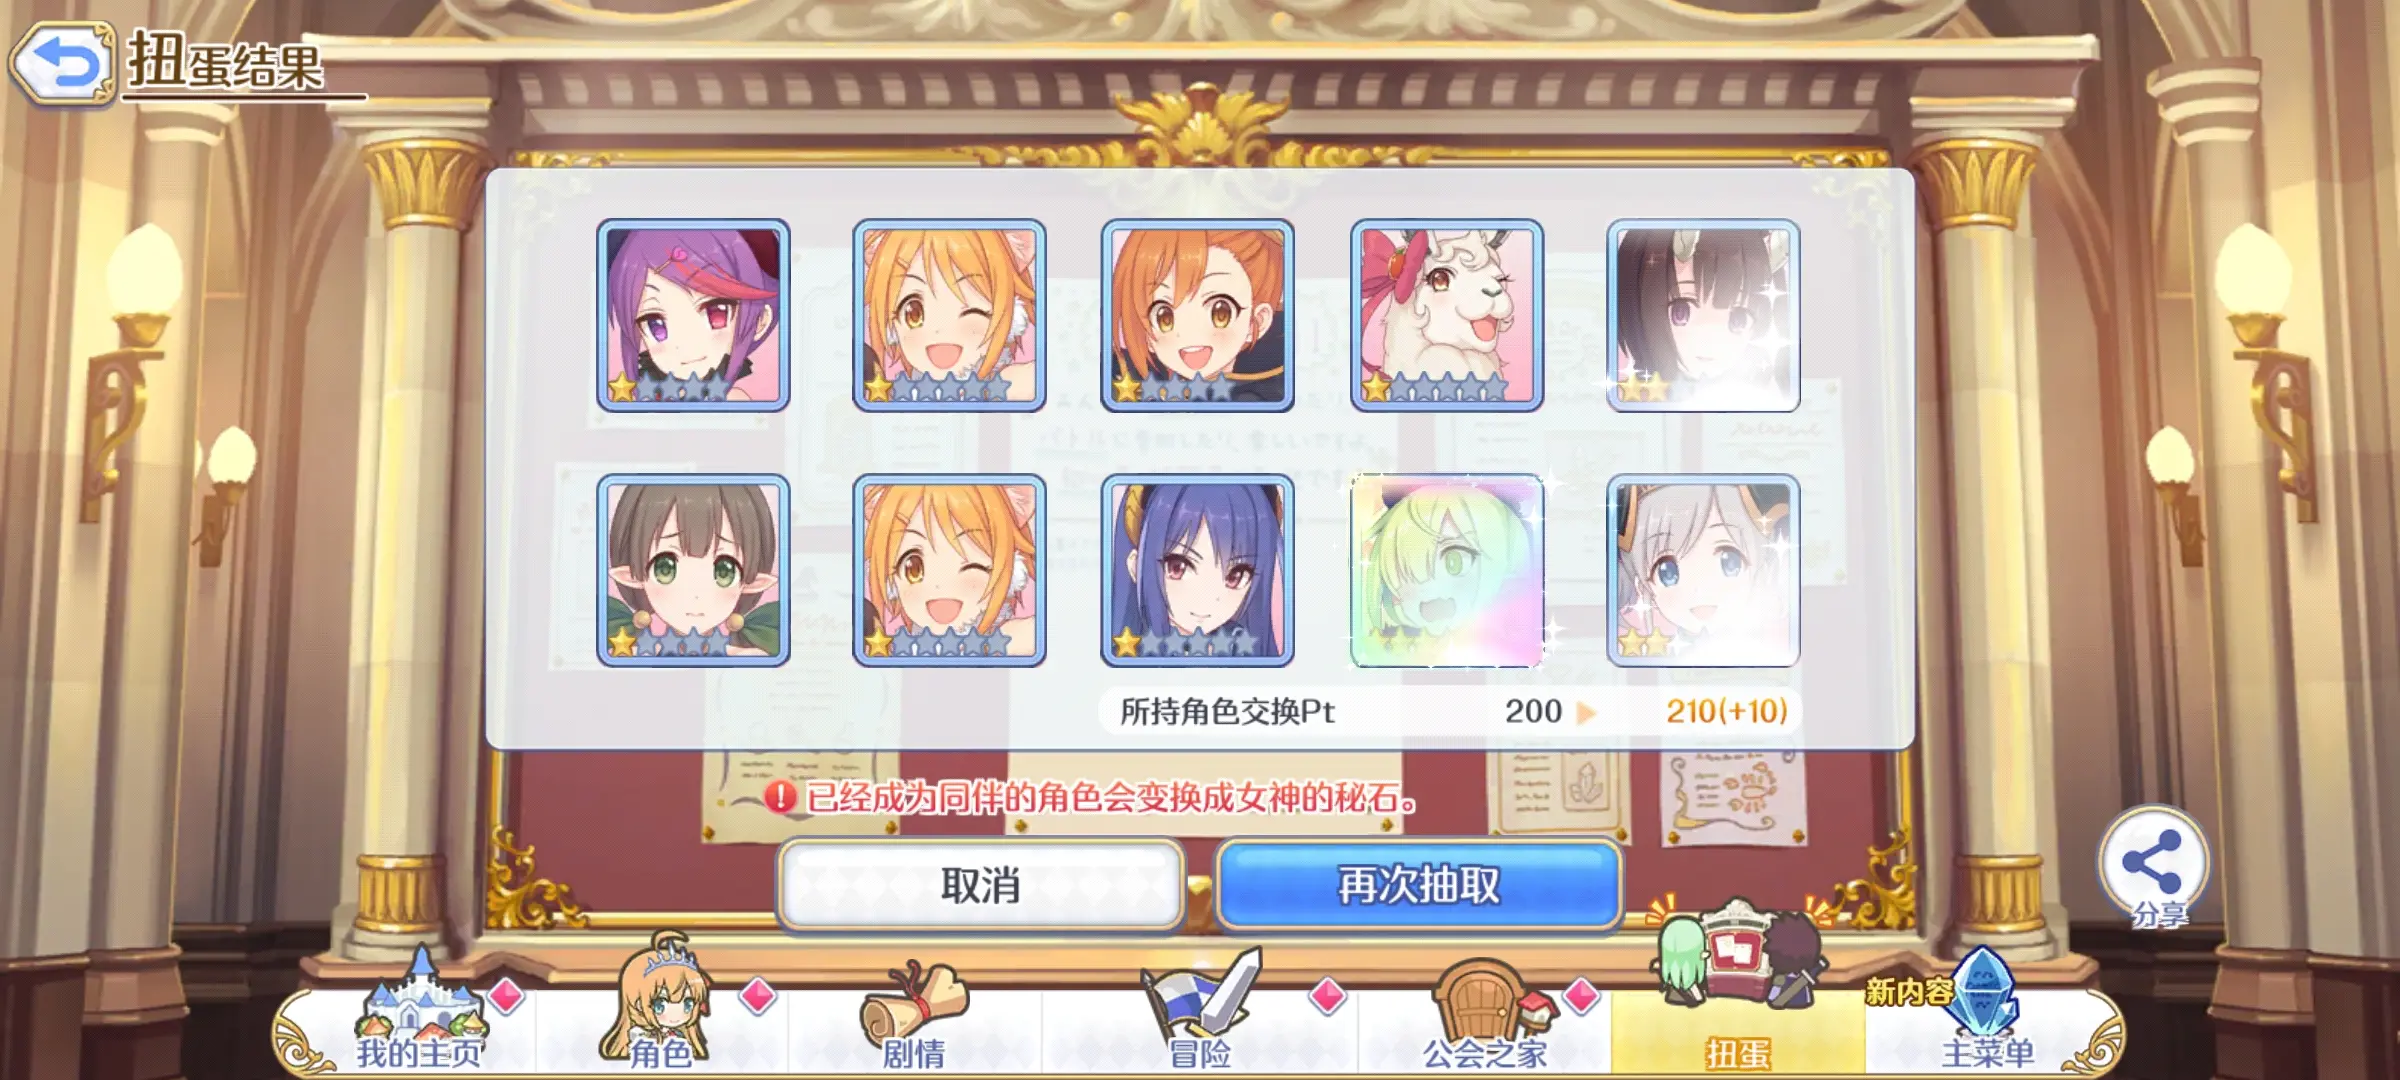 扭蛋结果
所持角色交换Pt 200 210(+10)
已经成为同伴的角色会变换成女神的秘石。
取消
再次抽取
分享
新内容
我的主页
角色
剧情
冒险
公会之家
扭蛋
主菜单